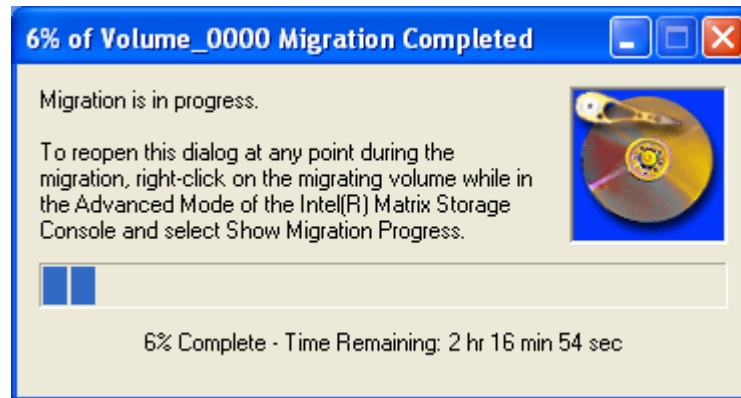 6% of Volume_0000 Migration Completed
Migration is in progress.
To reopen this dialog at any point during the
migration, right-click on the migrating volume while in
the Advanced Mode of the Intel(R) Matrix Storage
Console and select Show Migration Progress.
6% Complete - Time Remaining: 2 hr 16 min 54 sec